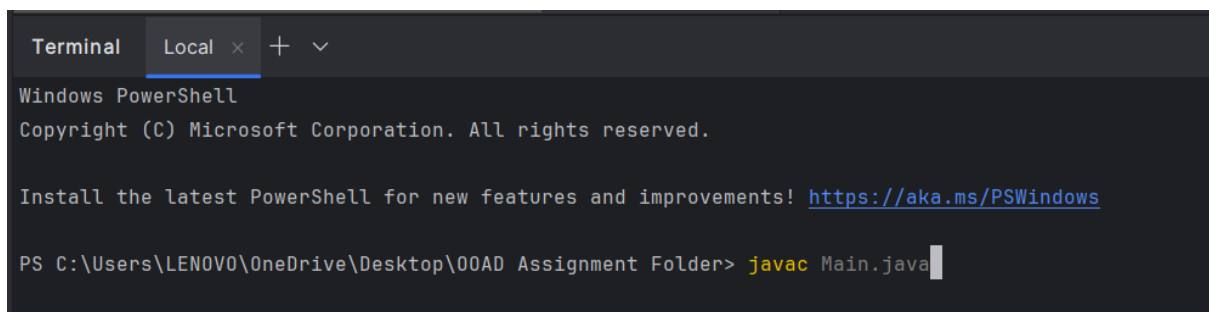 Terminal Local × +
Windows PowerShell
Copyright (C) Microsoft Corporation. All rights reserved.
Install the latest PowerShell for new features and improvements! https://aka.ms/PSWindows
PS C:\Users\LENOVO\OneDrive\Desktop\OOAD Assignment Folder> javac Main.java